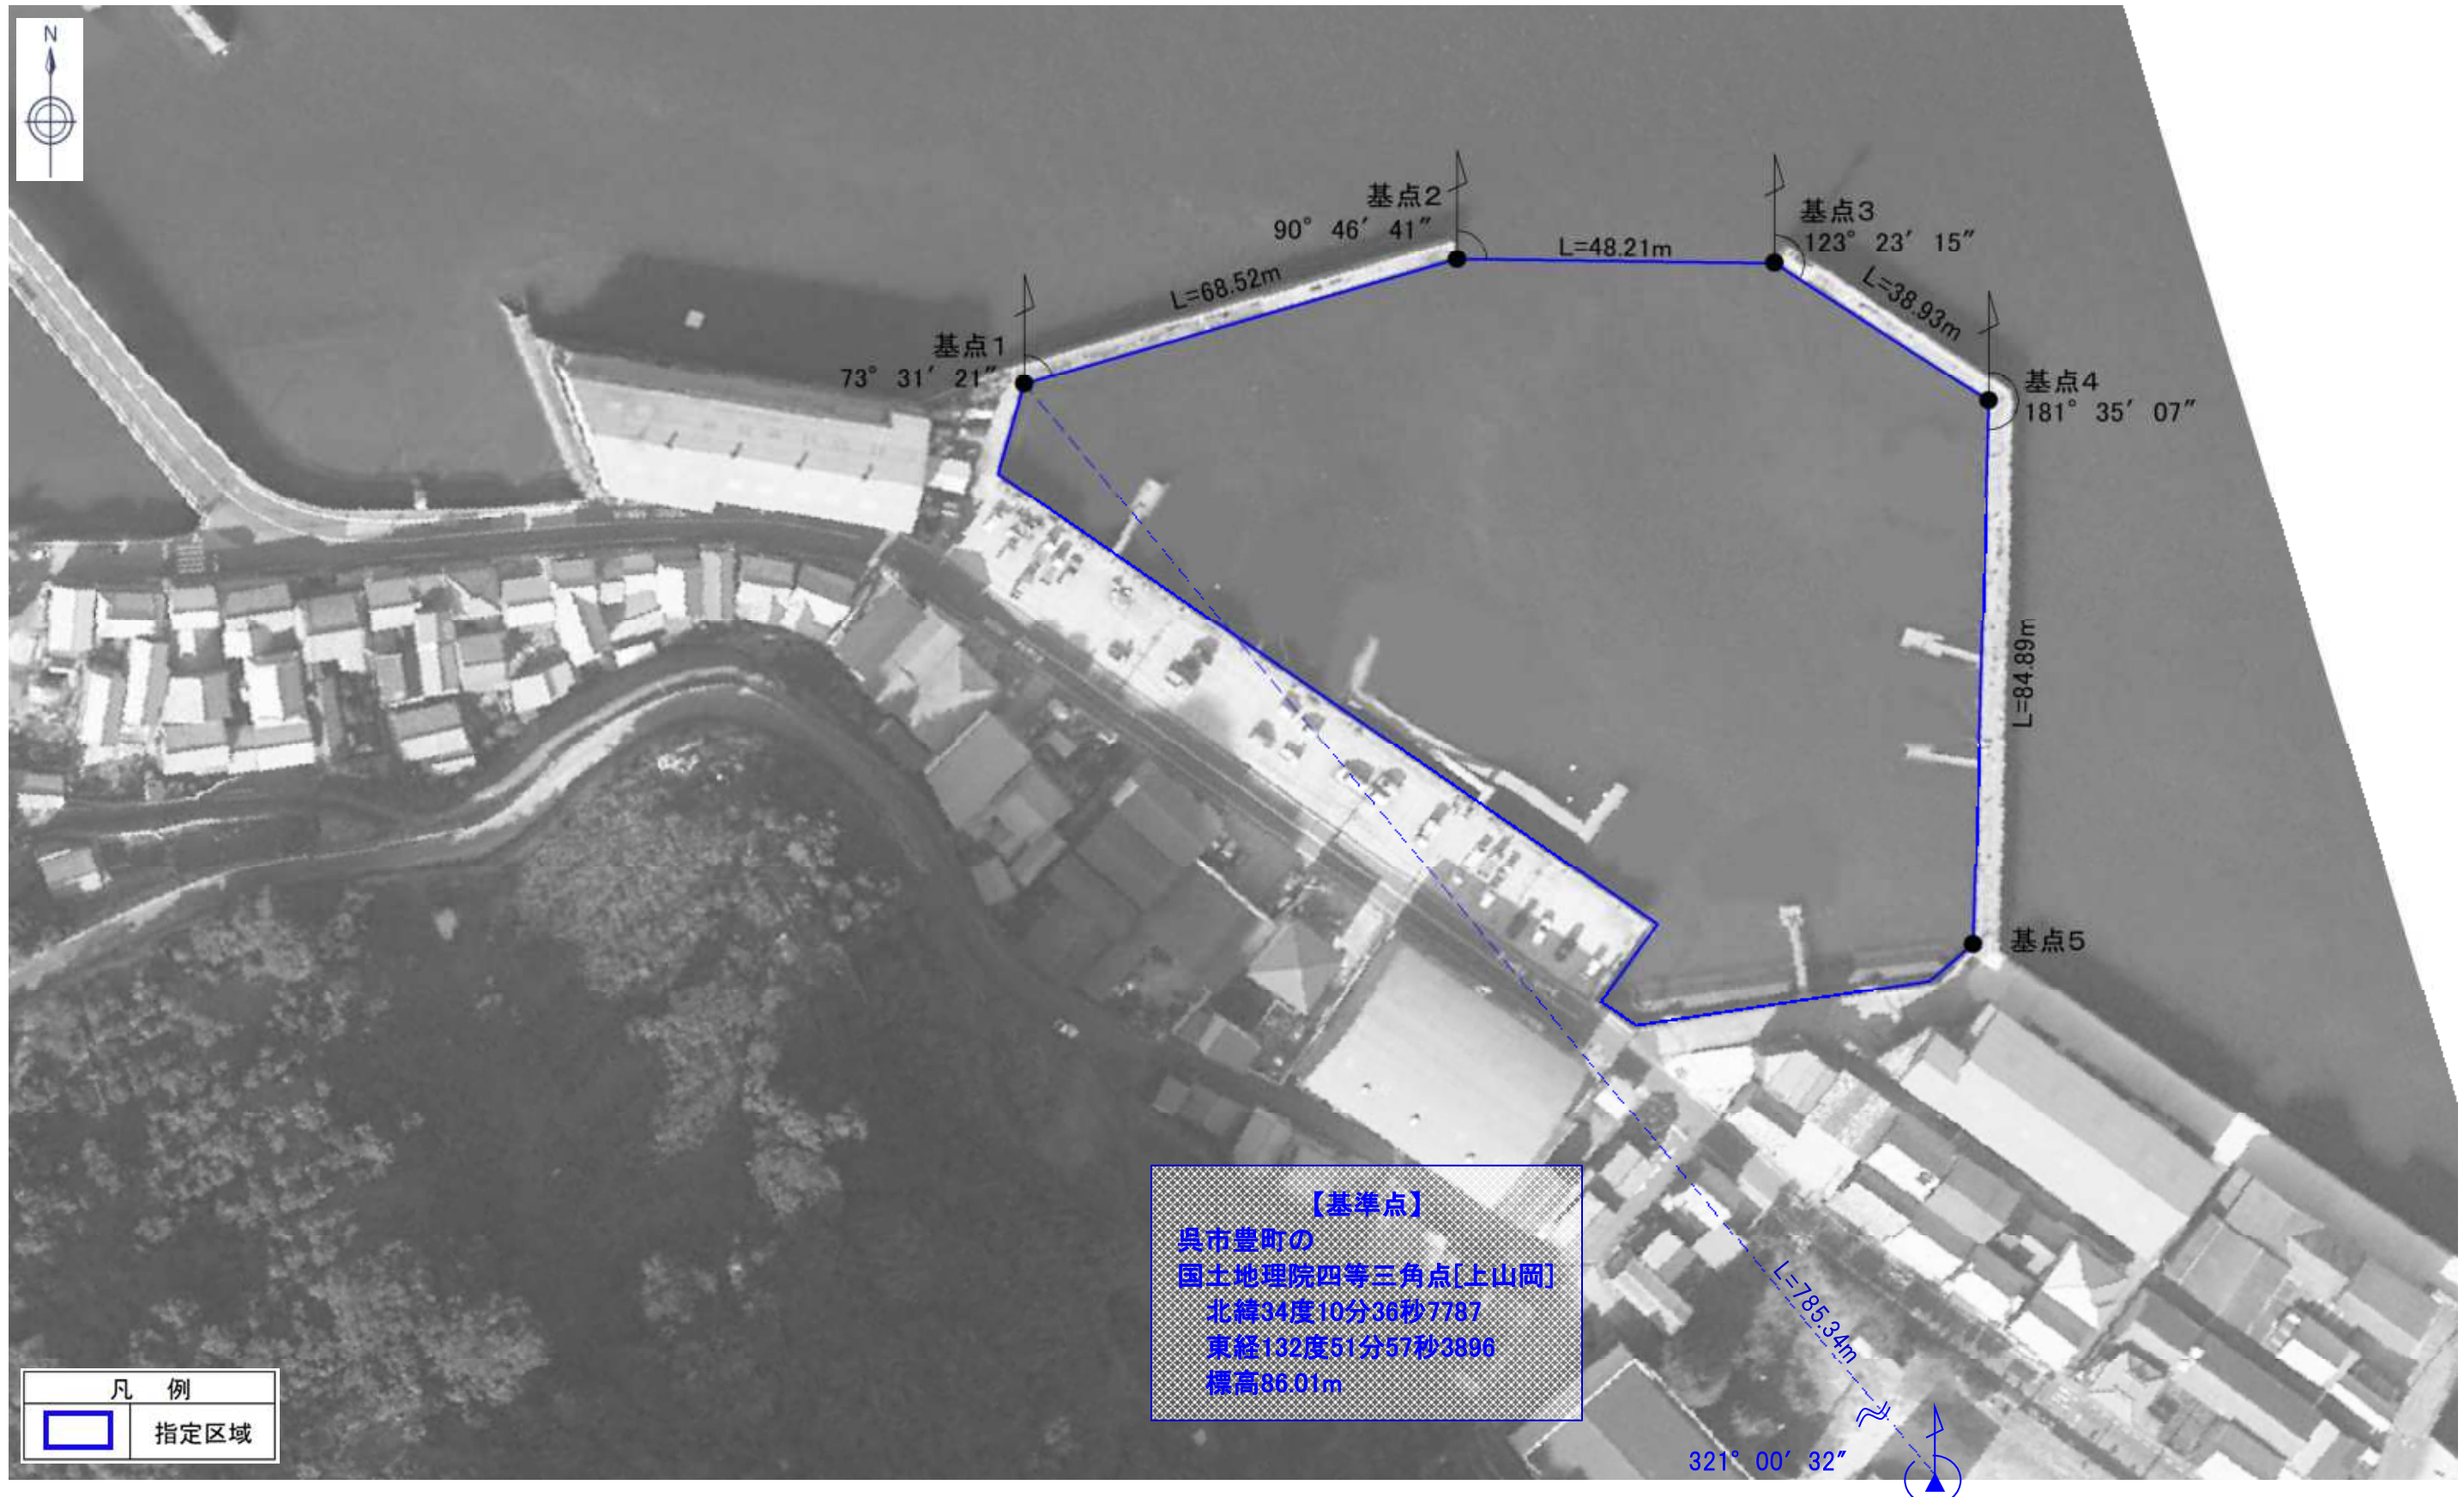 N
基点2
90° 46′ 41″
L=48.21m
基点3
123° 23′ 15″
L=68.52m
L=38.93m
基点1
73° 31′ 21″
基点4
181° 35′ 07″
L=84.89m
基点5
【基準点】
呉市豊町の
国土地理院四等三角点[上山岡]
北緯34度10分36秒7787
東経132度51分57秒3896
標高86.01m
L=785.34m
321° 00′ 32″
凡 例
指定区域